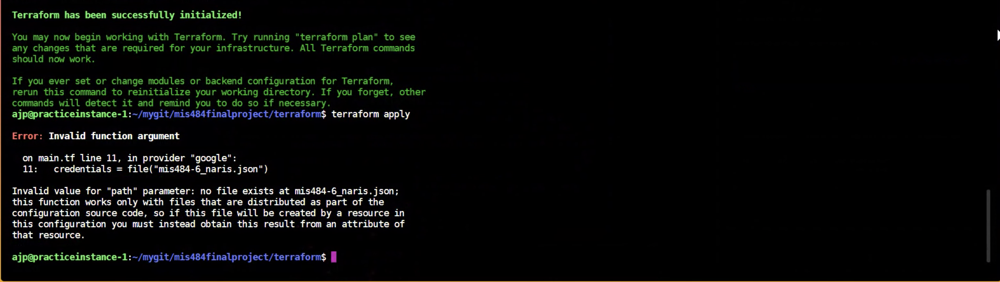 Terraform has been successfully initialized!
You may now begin working with Terraform. Try running "terraform plan" to see
any changes that are required for your infrastructure. All Terraform commands
should now work.
If you ever set or change modules or backend configuration for Terraform,
rerun this command to reinitialize your working directory. If you forget, other
commands will detect it and remind you to do so if necessary.
ajp@practiceinstance-1:~/mygit/mis484finalproject/terraform$ terraform apply
Error: Invalid function argument
  on main.tf line 11, in provider "google":
  11:   credentials = file("mis484-6_naris.json")
Invalid value for "path" parameter: no file exists at mis484-6_naris.json;
this function works only with files that are distributed as part of the
configuration source code, so if this file will be created by a resource in
this configuration you must instead obtain this result from an attribute of
that resource.
ajp@practiceinstance-1:~/mygit/mis484finalproject/terraform$